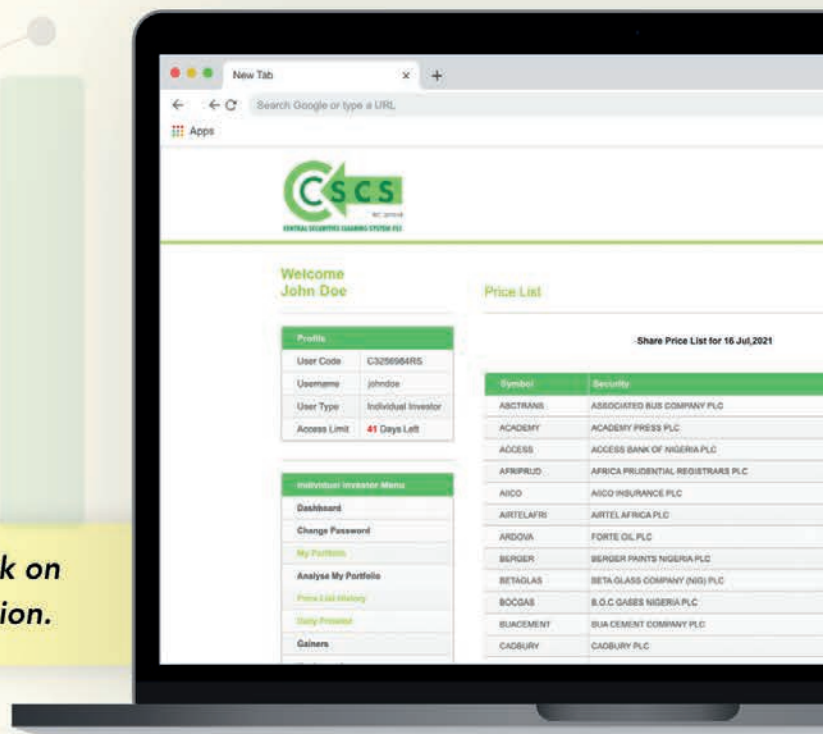 New Tab
Search Google or type a URL
Apps
CSCS
CENTRAL SECURITIES CLEARING SYSTEM PLC
Welcome
John Doe
Price List
Share Price List for 16 Jul,2021
Profile
User Code C3256984RS
Username johndoe
User Type Individual Investor
Access Limit 41 Days Left
Individual Investor Menu
Dashboard
Change Password
My Portfolio
Analyse My Portfolio
Price List History
Daily Pricelist
Gainers
Symbol Security
ABCTRANS ASSOCIATED BUS COMPANY PLC
ACADEMY ACADEMY PRESS PLC
ACCESS ACCESS BANK OF NIGERIA PLC
AFRIPRUD AFRICA PRUDENTIAL REGISTRARS PLC
AIICO AIICO INSURANCE PLC
AIRTELAFRI AIRTEL AFRICA PLC
ARDOVA FORTE OIL PLC
BERGER BERGER PAINTS NIGERIA PLC
BETAGLAS BETA GLASS COMPANY (NIG) PLC
BOCGAS B.O.C GASES NIGERIA PLC
BUACEMENT BUA CEMENT COMPANY PLC
CADBURY CADBURY PLC
k on
ion.